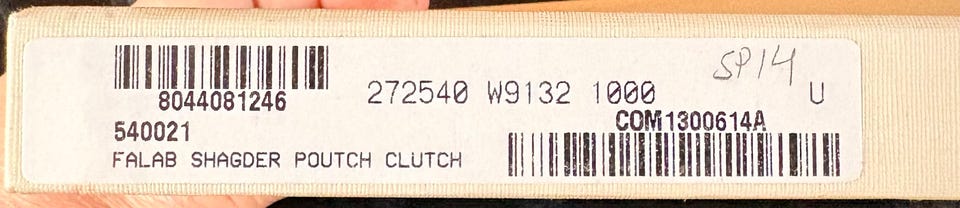 SP14
8044081246
272540 W9132 1000 U
540021
COM1300614A
FALAB SHAGDER POUTCH CLUTCH